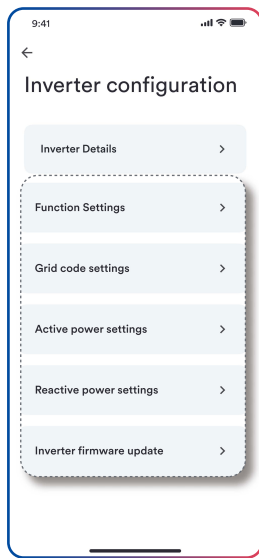 9:41
Inverter configuration
Inverter Details
Function Settings
Grid code settings
Active power settings
Reactive power settings
Inverter firmware update